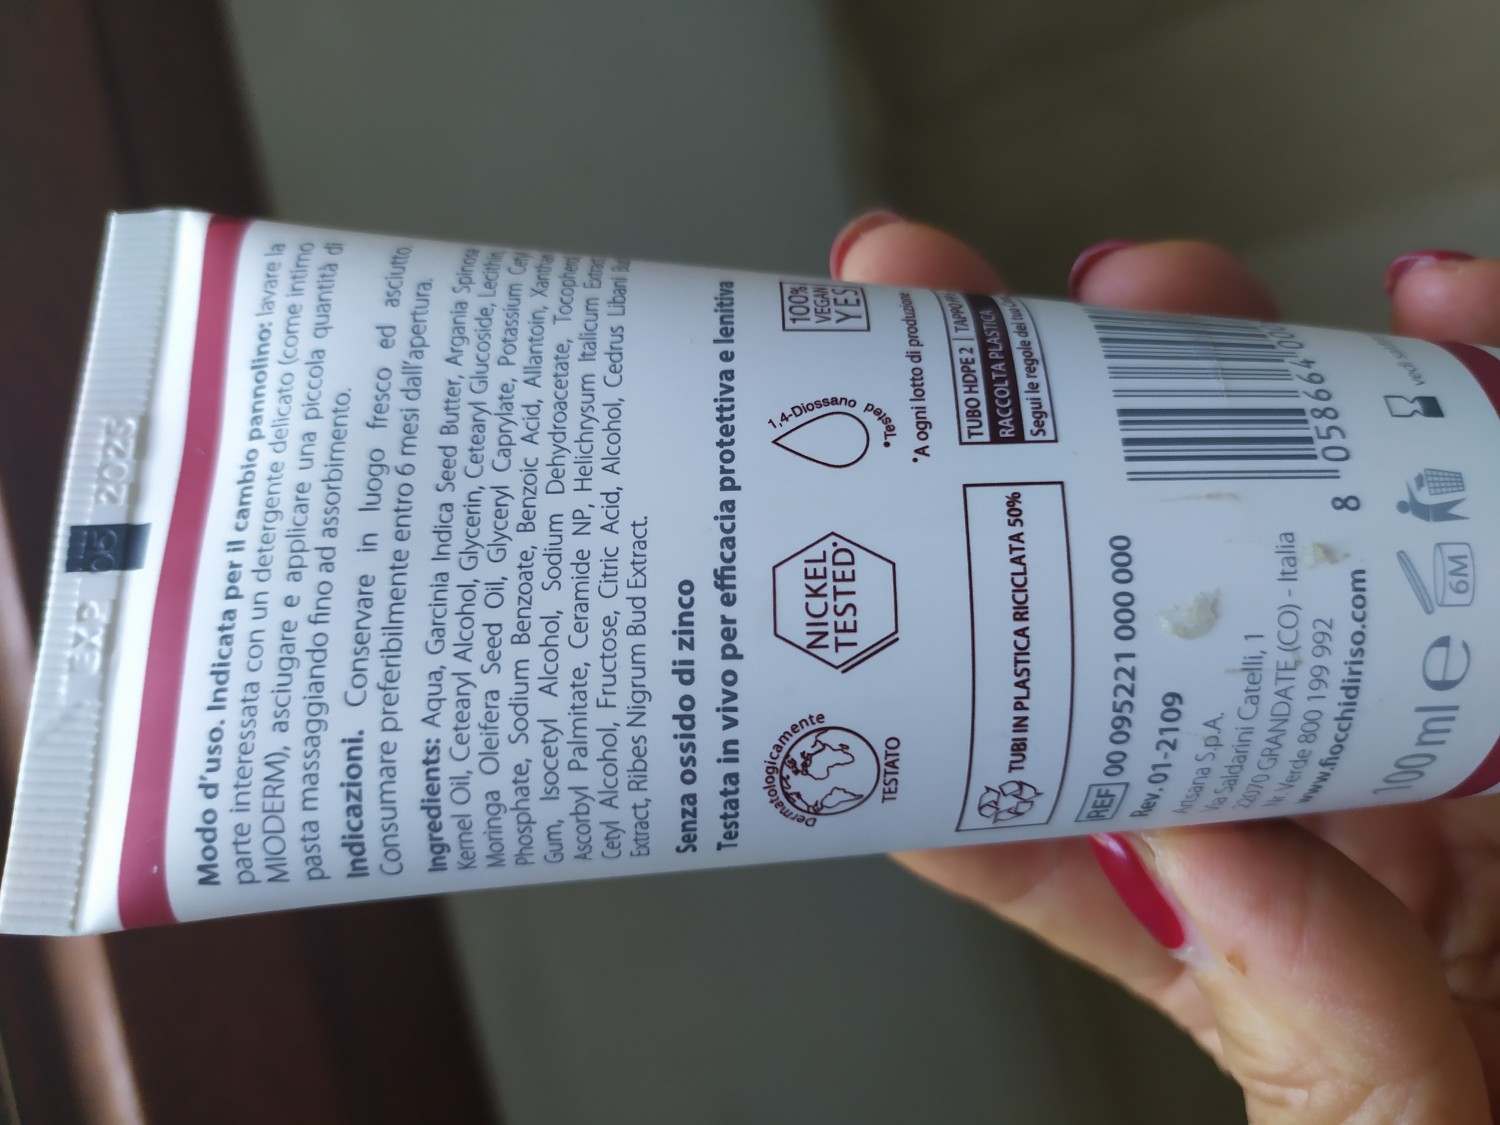 EXP 05 2025
Modo d'uso. Indicata per il cambio pannolino: lavare la
parte interessata con un detergente delicato (come intimo
MIODERM), asciugare e applicare una piccola quantità di
pasta massaggiando fino ad assorbimento.
Indicazioni. Conservare in luogo fresco ed asciutto.
Consumare preferibilmente entro 6 mesi dall'apertura.
Ingredients: Aqua, Garcinia Indica Seed Butter, Argania Spinosa
Kernel Oil, Cetearyl Alcohol, Glycerin, Cetearyl Glucoside, Lecithin,
Moringa Oleifera Seed Oil, Glyceryl Caprylate, Potassium Cetyl
Phosphate, Sodium Benzoate, Benzoic Acid, Allantoin, Xanthan
Gum, Isocetyl Alcohol, Sodium Dehydroacetate, Tocopherol,
Ascorbyl Palmitate, Ceramide NP, Helichrysum Italicum Extract,
Cetyl Alcohol, Fructose, Citric Acid, Alcohol, Cedrus Libani Bud
Extract, Ribes Nigrum Bud Extract.
Senza ossido di zinco
Testata in vivo per efficacia protettiva e lenitiva
Dermatologicamente
TESTATO
NICKEL
TESTED*
1,4-Diossano
*Tested
100%
VEGAN
YES
*A ogni lotto di produzione
TUBI IN PLASTICA RICICLATA 50%
TUBO HDPE 2 | TAPPO
RACCOLTA PLASTICA
Segui le regole del tuo
REF 00 095221 000 000
Rev. 01-2109
Artsana S.p.A.
Via Saldarini Catelli, 1
22070 GRANDATE (CO) - Italia
Nr. Verde 800 199 992
www.fiocchidiriso.com
8 058664
100 ml e
6M
vedi